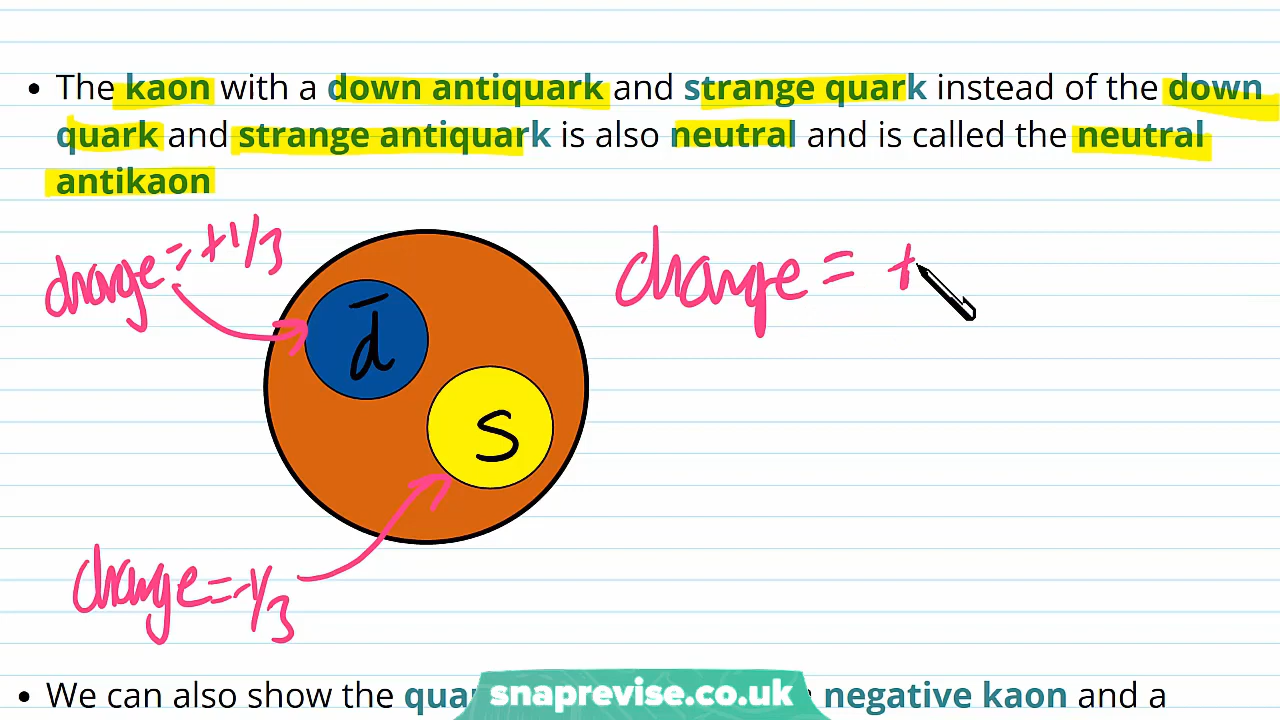 • The kaon with a down antiquark and strange quark instead of the down
quark and strange antiquark is also neutral and is called the neutral
antikaon
charge = +1/3
charge = +
d̄
s
charge = -1/3
• We can also show the negative kaon and a
snaprevise.co.uk